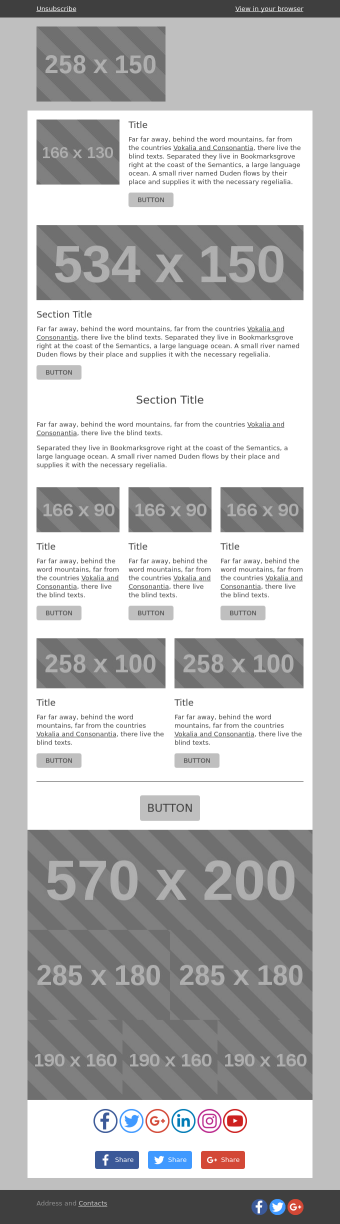 Unsubscribe
View in your browser
258 x 150
166 x 130
Title
Far far away, behind the word mountains, far from
the countries Vokalia and Consonantia, there live the
blind texts. Separated they live in Bookmarksgrove
right at the coast of the Semantics, a large language
ocean. A small river named Duden flows by their
place and supplies it with the necessary regelialia.
BUTTON
534 x 150
Section Title
Far far away, behind the word mountains, far from the countries Vokalia and
Consonantia, there live the blind texts. Separated they live in Bookmarksgrove
right at the coast of the Semantics, a large language ocean. A small river named
Duden flows by their place and supplies it with the necessary regelialia.
BUTTON
Section Title
Far far away, behind the word mountains, far from the countries Vokalia and
Consonantia, there live the blind texts.
Separated they live in Bookmarksgrove right at the coast of the Semantics, a
large language ocean. A small river named Duden flows by their place and
supplies it with the necessary regelialia.
166 x 90
Title
Far far away, behind the
word mountains, far from
the countries Vokalia and
Consonantia, there live
the blind texts.
BUTTON
166 x 90
Title
Far far away, behind the
word mountains, far from
the countries Vokalia and
Consonantia, there live
the blind texts.
BUTTON
166 x 90
Title
Far far away, behind the
word mountains, far from
the countries Vokalia and
Consonantia, there live
the blind texts.
BUTTON
258 x 100
Title
Far far away, behind the word
mountains, far from the countries
Vokalia and Consonantia, there live the
blind texts.
BUTTON
258 x 100
Title
Far far away, behind the word
mountains, far from the countries
Vokalia and Consonantia, there live the
blind texts.
BUTTON
BUTTON
570 x 200
285 x 180
285 x 180
190 x 160
190 x 160
190 x 160
Share
Share
Share
Address and Contacts